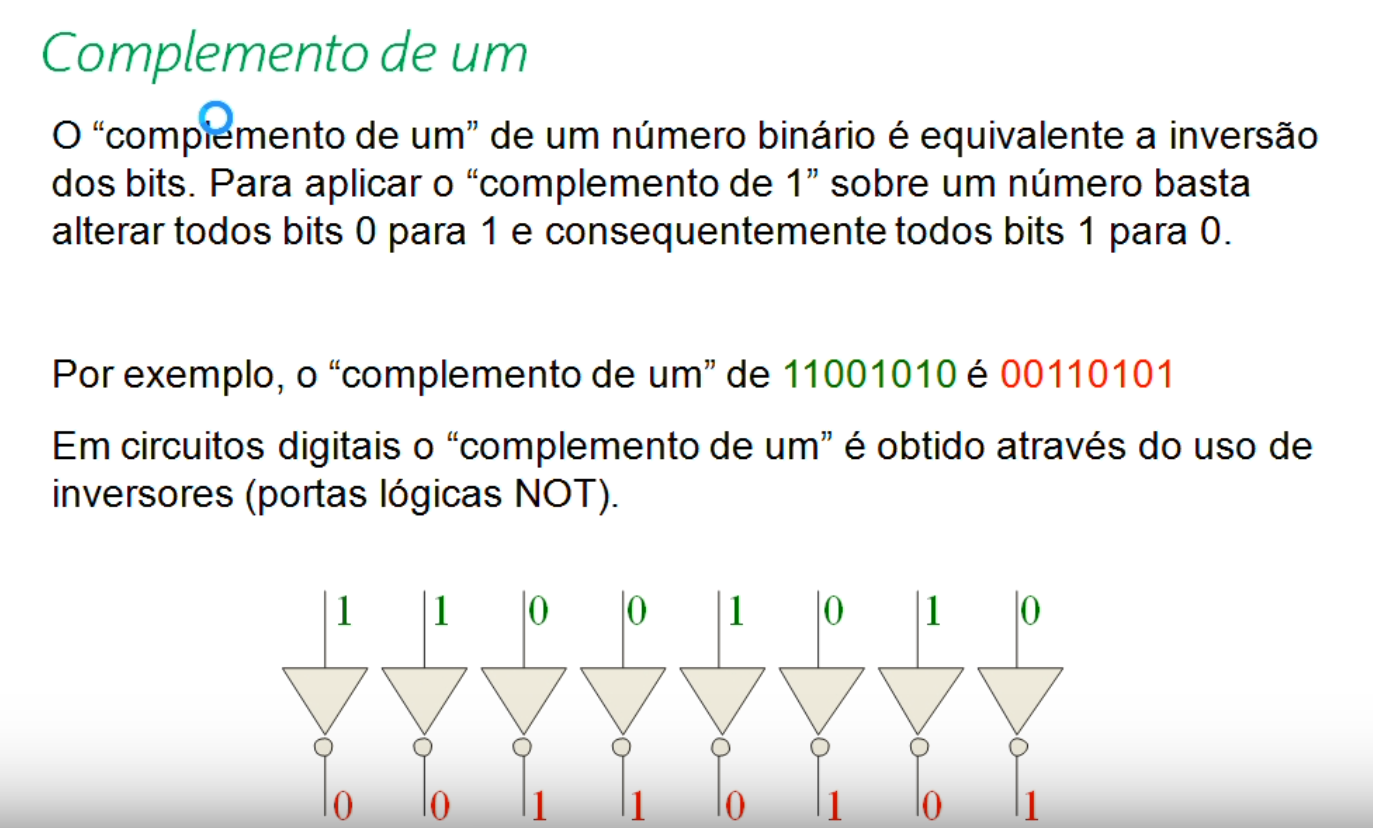 Complemento de um
O “complemento de um” de um número binário é equivalente a inversão
dos bits. Para aplicar o “complemento de 1” sobre um número basta
alterar todos bits 0 para 1 e consequentemente todos bits 1 para 0.
Por exemplo, o “complemento de um” de 11001010 é 00110101
Em circuitos digitais o “complemento de um” é obtido através do uso de
inversores (portas lógicas NOT).
1 1 0 0 1 0 1 0
0 0 1 1 0 1 0 1